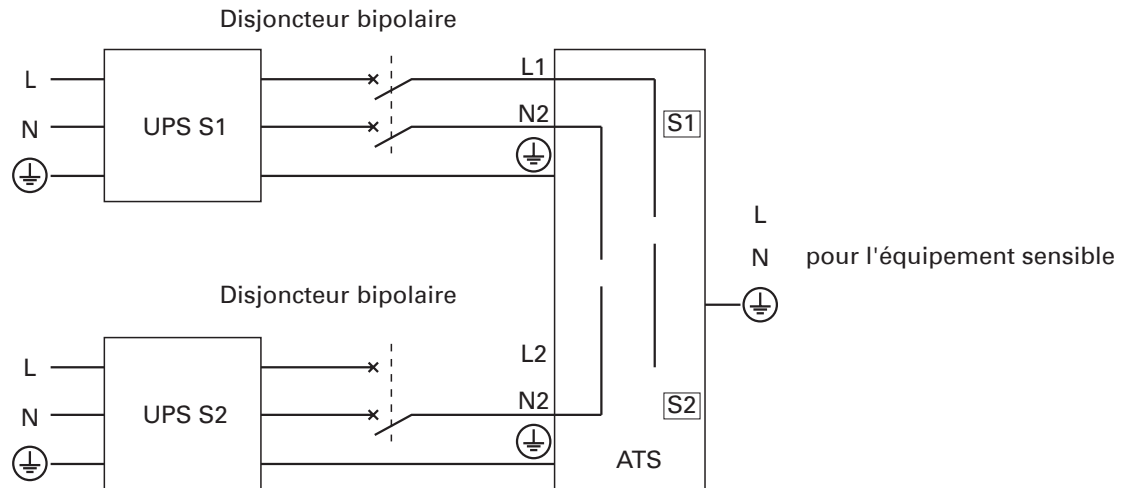 Disjoncteur bipolaire
L
L1
N2
N
UPS S1
S1
L
N
pour l'équipement sensible
Disjoncteur bipolaire
L
L2
N2
N
UPS S2
S2
ATS